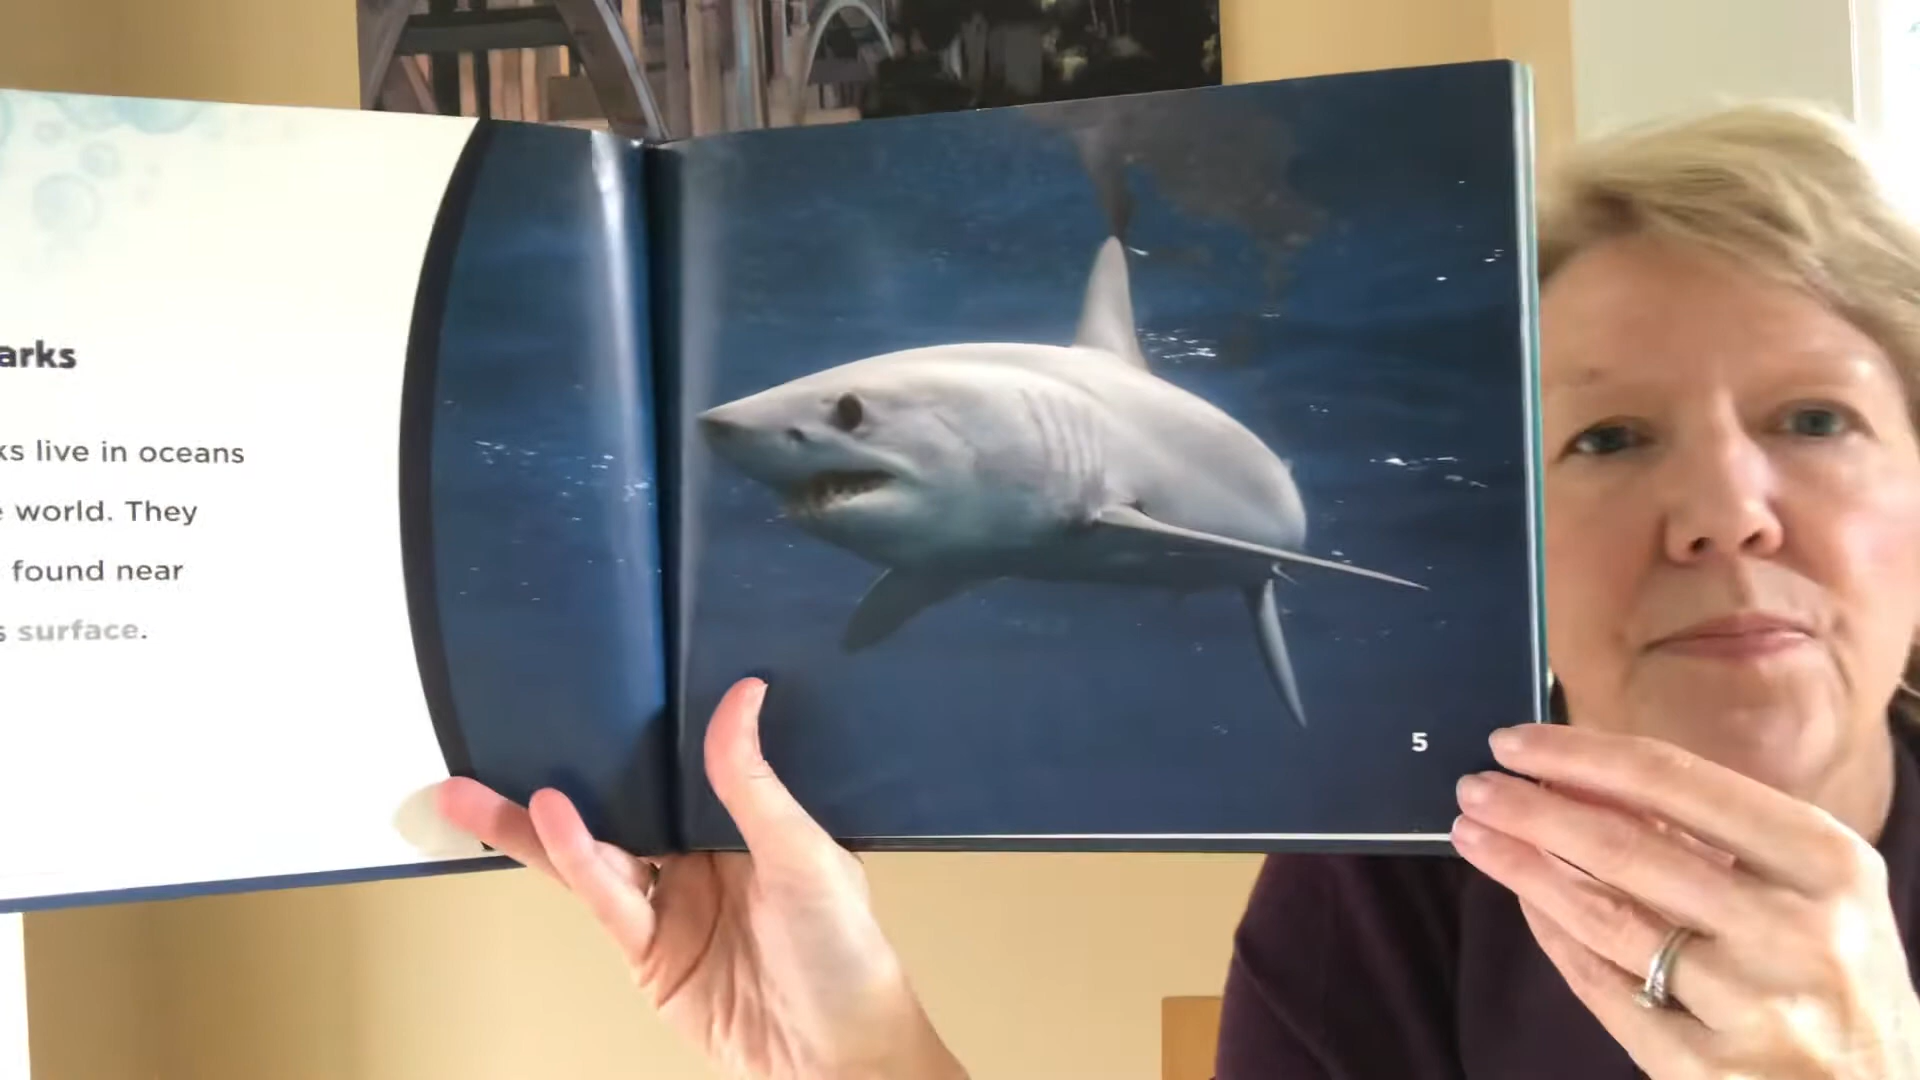 arks
ks live in oceans
e world. They
found near
s surface.
5